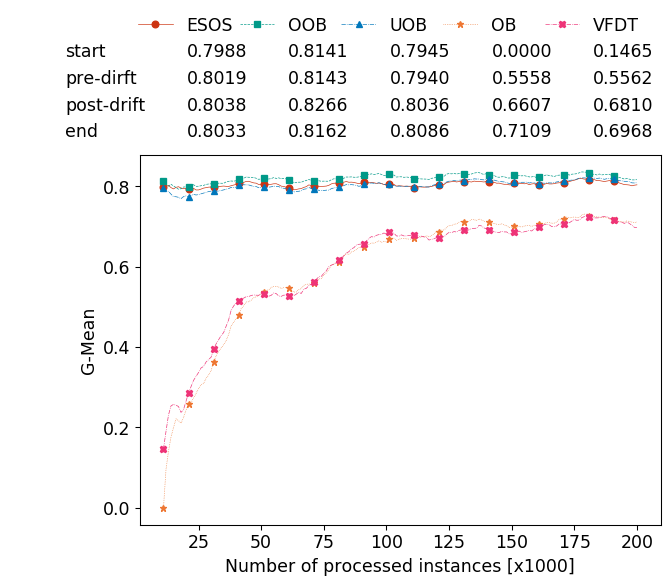 ESOS OOB UOB OB VFDT
start 0.7988 0.8141 0.7945 0.0000 0.1465
pre-dirft 0.8019 0.8143 0.7940 0.5558 0.5562
post-drift 0.8038 0.8266 0.8036 0.6607 0.6810
end 0.8033 0.8162 0.8086 0.7109 0.6968
0.8
0.6
0.4
0.2
0.0
G-Mean
25 50 75 100 125 150 175 200
Number of processed instances [x1000]